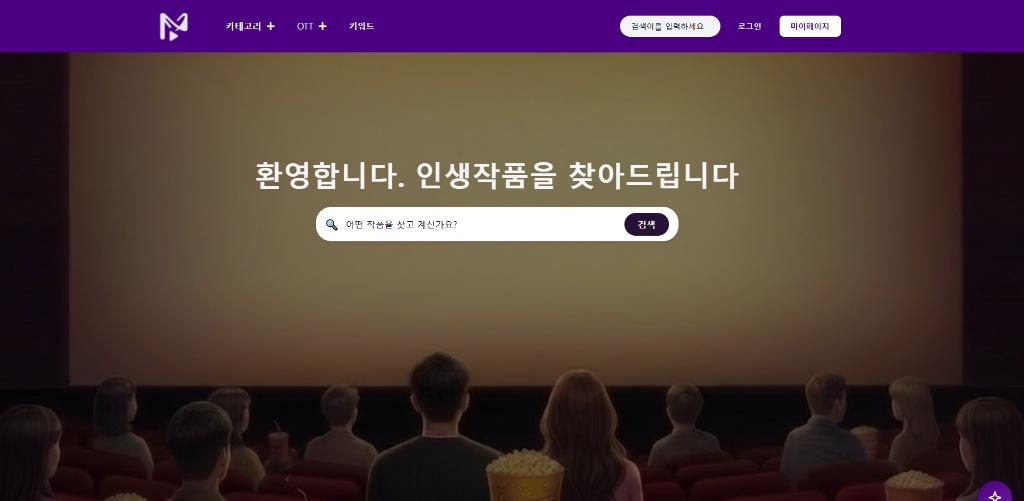 카테고리 +
OTT +
키워드
검색어를 입력하세요
로그인
마이페이지
환영합니다. 인생작품을 찾아드립니다
어떤 작품을 찾고 계신가요?
검색